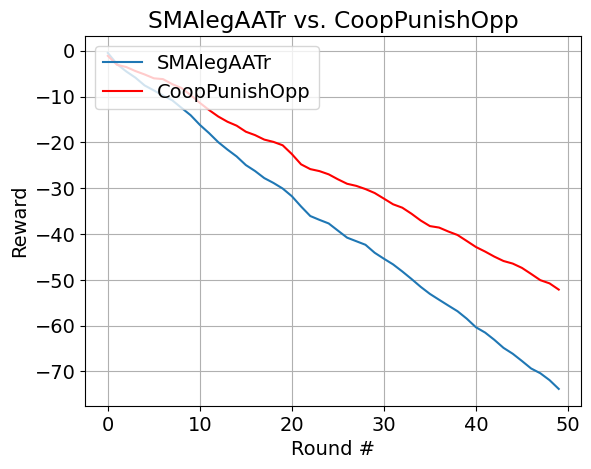 SMAlegAATr vs. CoopPunishOpp
SMAlegAATr
CoopPunishOpp
Reward
0
−10
−20
−30
−40
−50
−60
−70
0 10 20 30 40 50
Round #